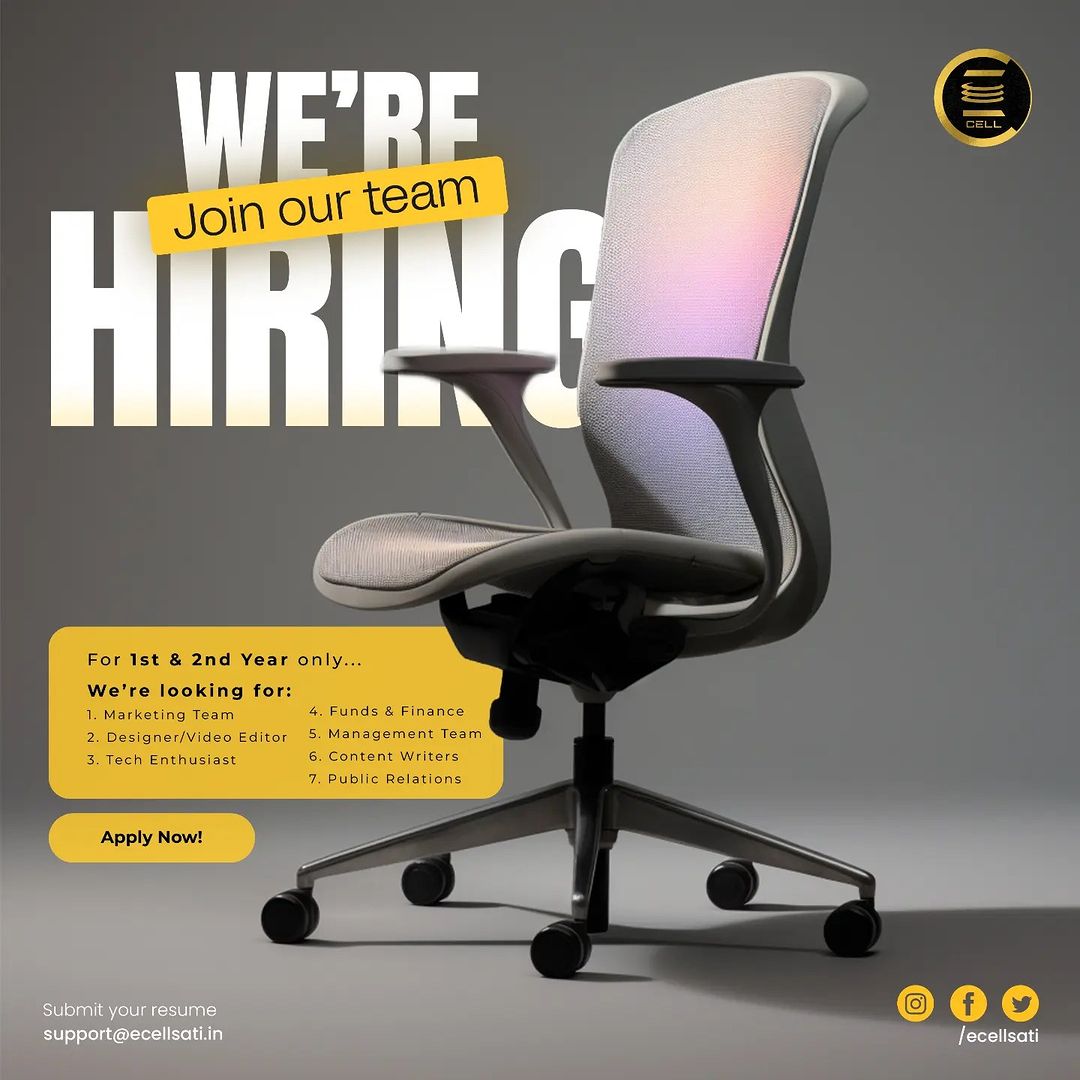 WE'RE
Join our team
HIRING
CELL
For 1st & 2nd Year only...
We're looking for:
1. Marketing Team
2. Designer/Video Editor
3. Tech Enthusiast
4. Funds & Finance
5. Management Team
6. Content Writers
7. Public Relations
Apply Now!
Submit your resume
support@ecellsati.in
/ecellsati